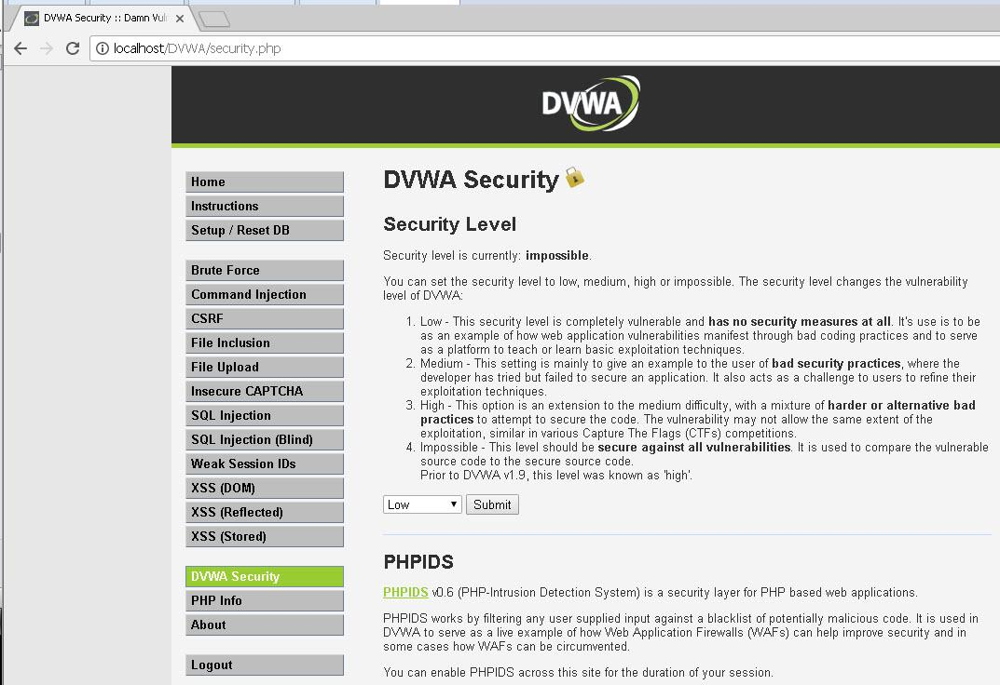 DVWA Security :: Damn Vul
localhost/DVWA/security.php
DVWA
Home
Instructions
Setup / Reset DB
Brute Force
Command Injection
CSRF
File Inclusion
File Upload
Insecure CAPTCHA
SQL Injection
SQL Injection (Blind)
Weak Session IDs
XSS (DOM)
XSS (Reflected)
XSS (Stored)
DVWA Security
PHP Info
About
Logout
DVWA Security
Security Level
Security level is currently: impossible.
You can set the security level to low, medium, high or impossible. The security level changes the vulnerability
level of DVWA:
1. Low - This security level is completely vulnerable and has no security measures at all. It's use is to be
as an example of how web application vulnerabilities manifest through bad coding practices and to serve
as a platform to teach or learn basic exploitation techniques.
2. Medium - This setting is mainly to give an example to the user of bad security practices, where the
developer has tried but failed to secure an application. It also acts as a challenge to users to refine their
exploitation techniques.
3. High - This option is an extension to the medium difficulty, with a mixture of harder or alternative bad
practices to attempt to secure the code. The vulnerability may not allow the same extent of the
exploitation, similar in various Capture The Flags (CTFs) competitions.
4. Impossible - This level should be secure against all vulnerabilities. It is used to compare the vulnerable
source code to the secure source code.
Prior to DVWA v1.9, this level was known as 'high'.
Low
Submit
PHPIDS
PHPIDS v0.6 (PHP-Intrusion Detection System) is a security layer for PHP based web applications.
PHPIDS works by filtering any user supplied input against a blacklist of potentially malicious code. It is used in
DVWA to serve as a live example of how Web Application Firewalls (WAFs) can help improve security and in
some cases how WAFs can be circumvented.
You can enable PHPIDS across this site for the duration of your session.